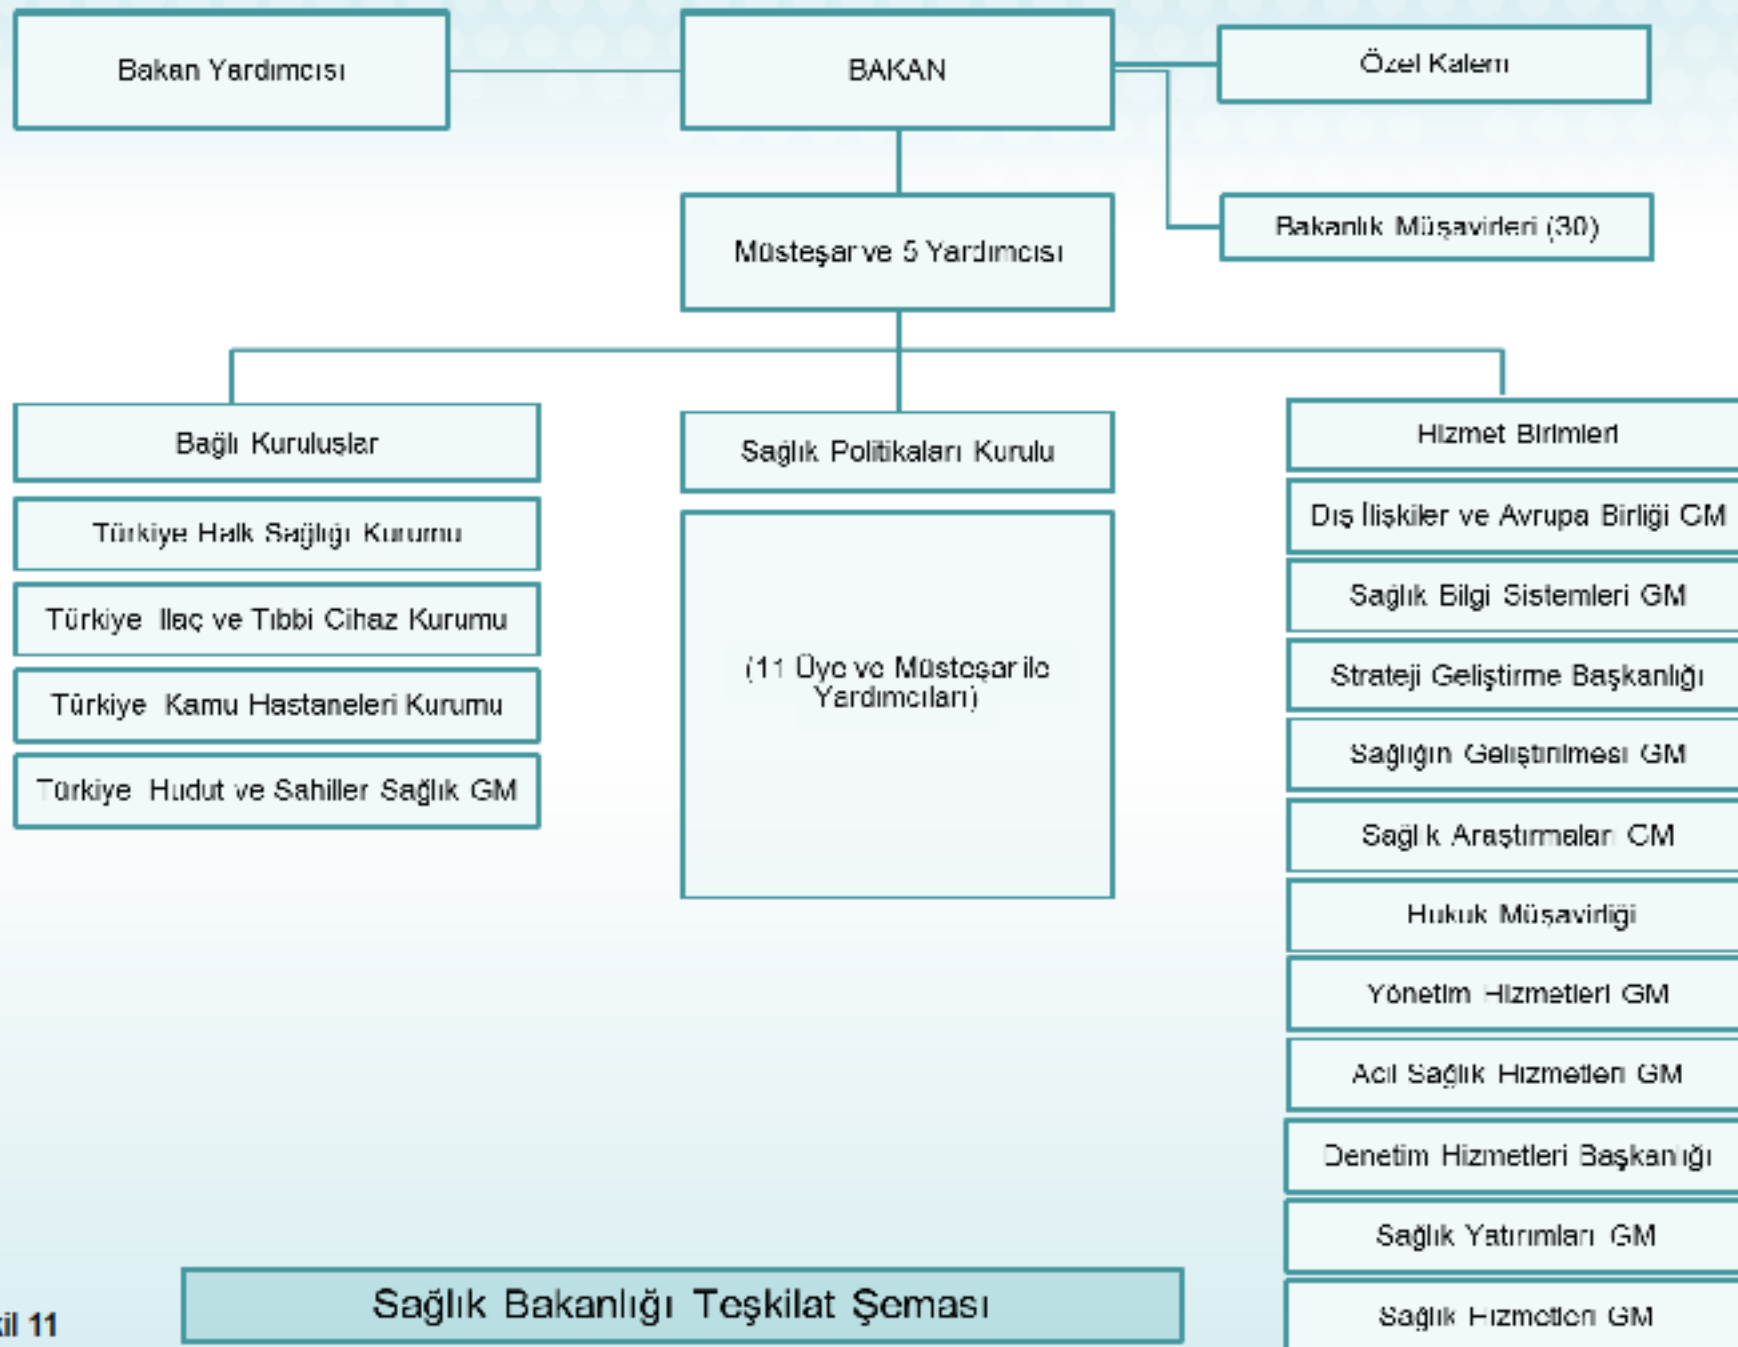 Bakan Yardımcısı
BAKAN
Özel Kalem
Bakanlık Müşavirleri (30)
Müsteşar ve 5 Yardımcısı
Bağlı Kuruluşlar
Türkiye Halk Sağlığı Kurumu
Türkiye İlaç ve Tıbbi Cihaz Kurumu
Türkiye Kamu Hastaneleri Kurumu
Türkiye Hudut ve Sahiller Sağlık GM
Sağlık Politikaları Kurulu
(11 Üye ve Müsteşar ile
Yardımcıları)
Hizmet Birimleri
Dış İlişkiler ve Avrupa Birliği GM
Sağlık Bilgi Sistemleri GM
Strateji Geliştirme Başkanlığı
Sağlığın Geliştirilmesi GM
Sağlık Araştırmaları GM
Hukuk Müşavirliği
Yönetim Hizmetleri GM
Acil Sağlık Hizmetleri GM
Denetim Hizmetleri Başkanlığı
Sağlık Yatırımları GM
Sağlık Hizmetleri GM
Sağlık Bakanlığı Teşkilat Şeması
il 11